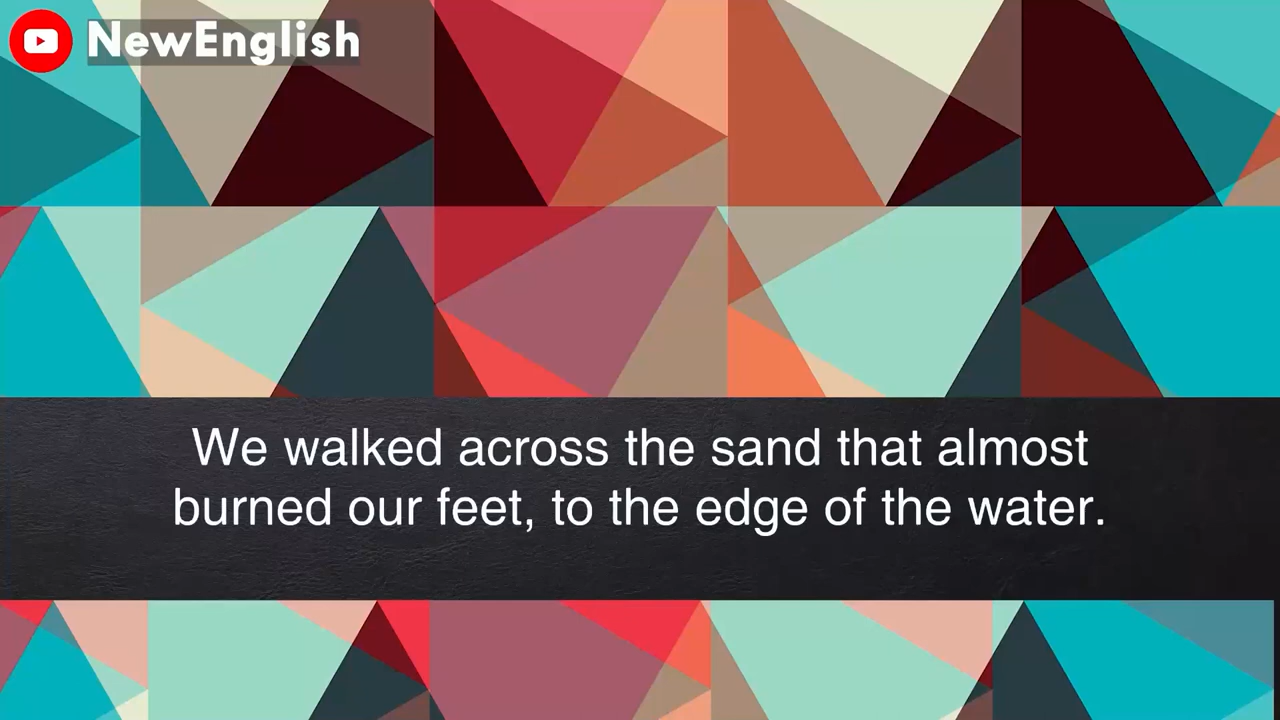 NewEnglish
We walked across the sand that almost
burned our feet, to the edge of the water.